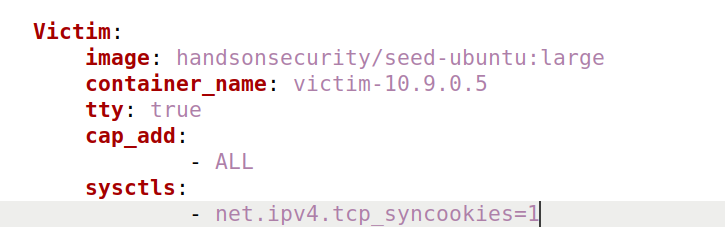 Victim:
image: handsonsecurity/seed-ubuntu:large
container_name: victim-10.9.0.5
tty: true
cap_add:
- ALL
sysctls:
- net.ipv4.tcp_syncookies=1